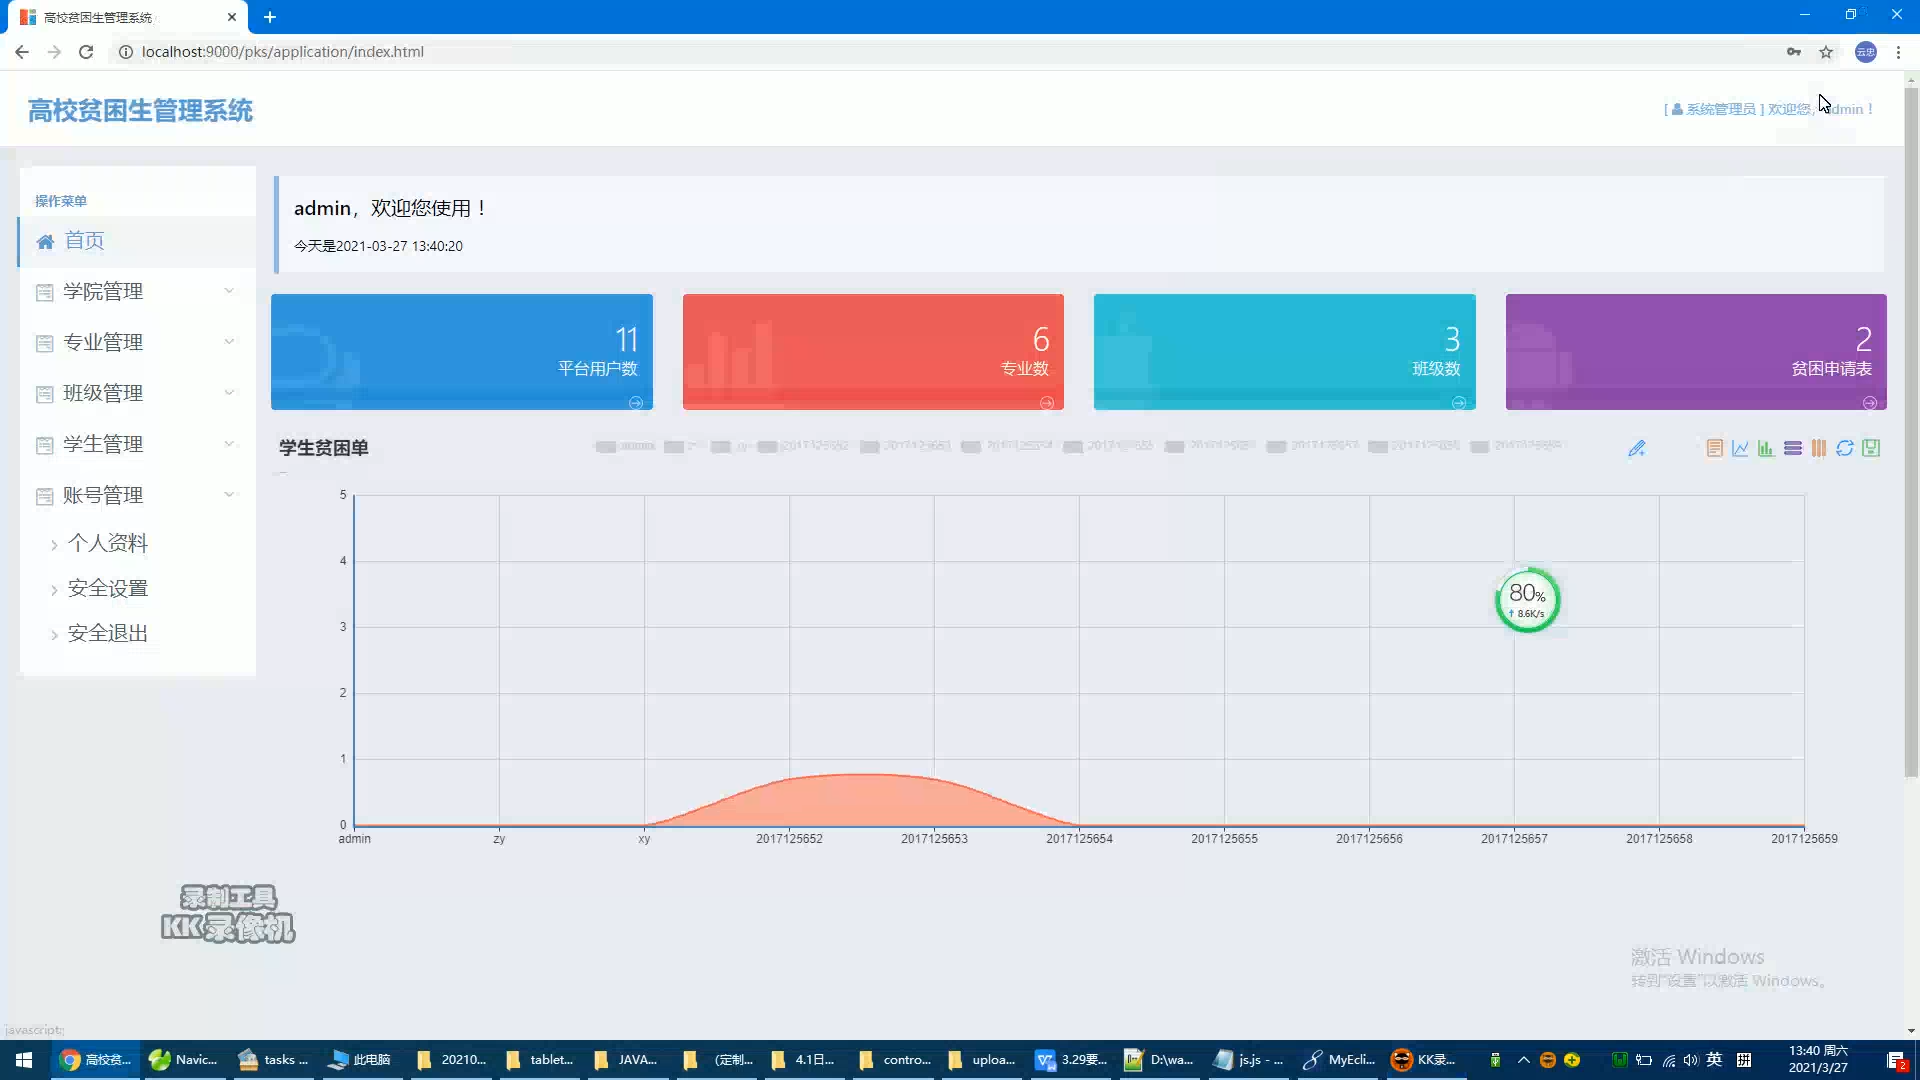 高校贫困生管理系统
localhost:9000/pks/application/index.html
云忠
高校贫困生管理系统
[ 系统管理员 ] 欢迎您，admin！
操作菜单
首页
学院管理
专业管理
班级管理
学生管理
账号管理
个人资料
安全设置
安全退出
admin，欢迎您使用！
今天是2021-03-27 13:40:20
11
平台用户数
6
专业数
3
班级数
2
贫困申请表
学生贫困单
5
4
3
2
1
0
admin zy xy 2017125652 2017125653 2017125654 2017125655 2017125656 2017125657 2017125658 2017125659
80%
↑ 8.6K/s
录制工具
KK录像机
激活 Windows
转到"设置"以激活 Windows。
javascript:
高校贫... Navic... tasks ... 此电脑 20210... tablet... JAVA... (定制... 4.1日... contro... uploa... 3.29要... D:\wa... js.js - ... MyEcli... KK录...
英
拼
13:40 周六
2021/3/27
2